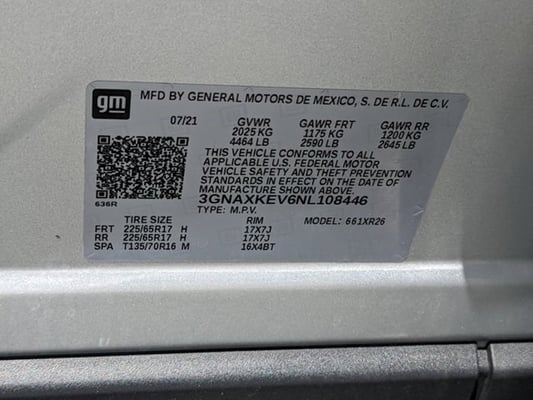 gm MFD BY GENERAL MOTORS DE MEXICO, S. DE R.L. DE C.V.
07/21 GVWR GAWR FRT GAWR RR
2025 KG 1175 KG 1200 KG
4464 LB 2590 LB 2645 LB
THIS VEHICLE CONFORMS TO ALL
APPLICABLE U.S. FEDERAL MOTOR
VEHICLE SAFETY AND THEFT PREVENTION
STANDARDS IN EFFECT ON THE DATE OF
MANUFACTURE SHOWN ABOVE.
636R 3GNAXKEV6NL108446
TYPE: M.P.V.
TIRE SIZE RIM MODEL: 661XR26
FRT 225/65R17 H 17X7J
RR 225/65R17 H 17X7J
SPA T135/70R16 M 16X4BT